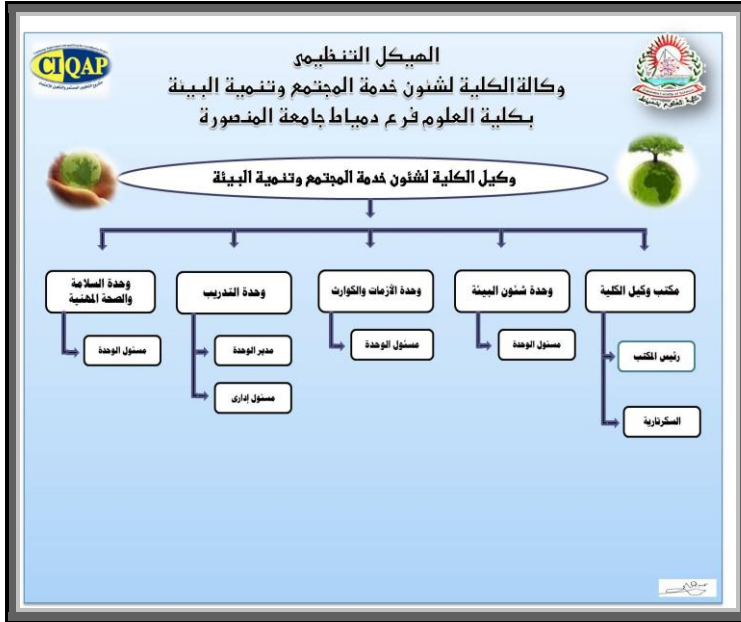 الهيكل التنظيمى
وكالة الكلية لشئون خدمة المجتمع وتنمية البيئة
بكلية العلوم فرع دمياط جامعة المنصورة
CIQAP
وكيل الكلية لشئون خدمة المجتمع وتنمية البيئة
مكتب وكيل الكلية
وحدة شئون البيئة
وحدة الأزمات والكوارث
وحدة التدريب
وحدة السلامة
والصحة المهنية
رئيس المكتب
السكرتارية
مسئول الوحدة
مسئول الوحدة
مدير الوحدة
مسئول إدارى
مسئول الوحدة